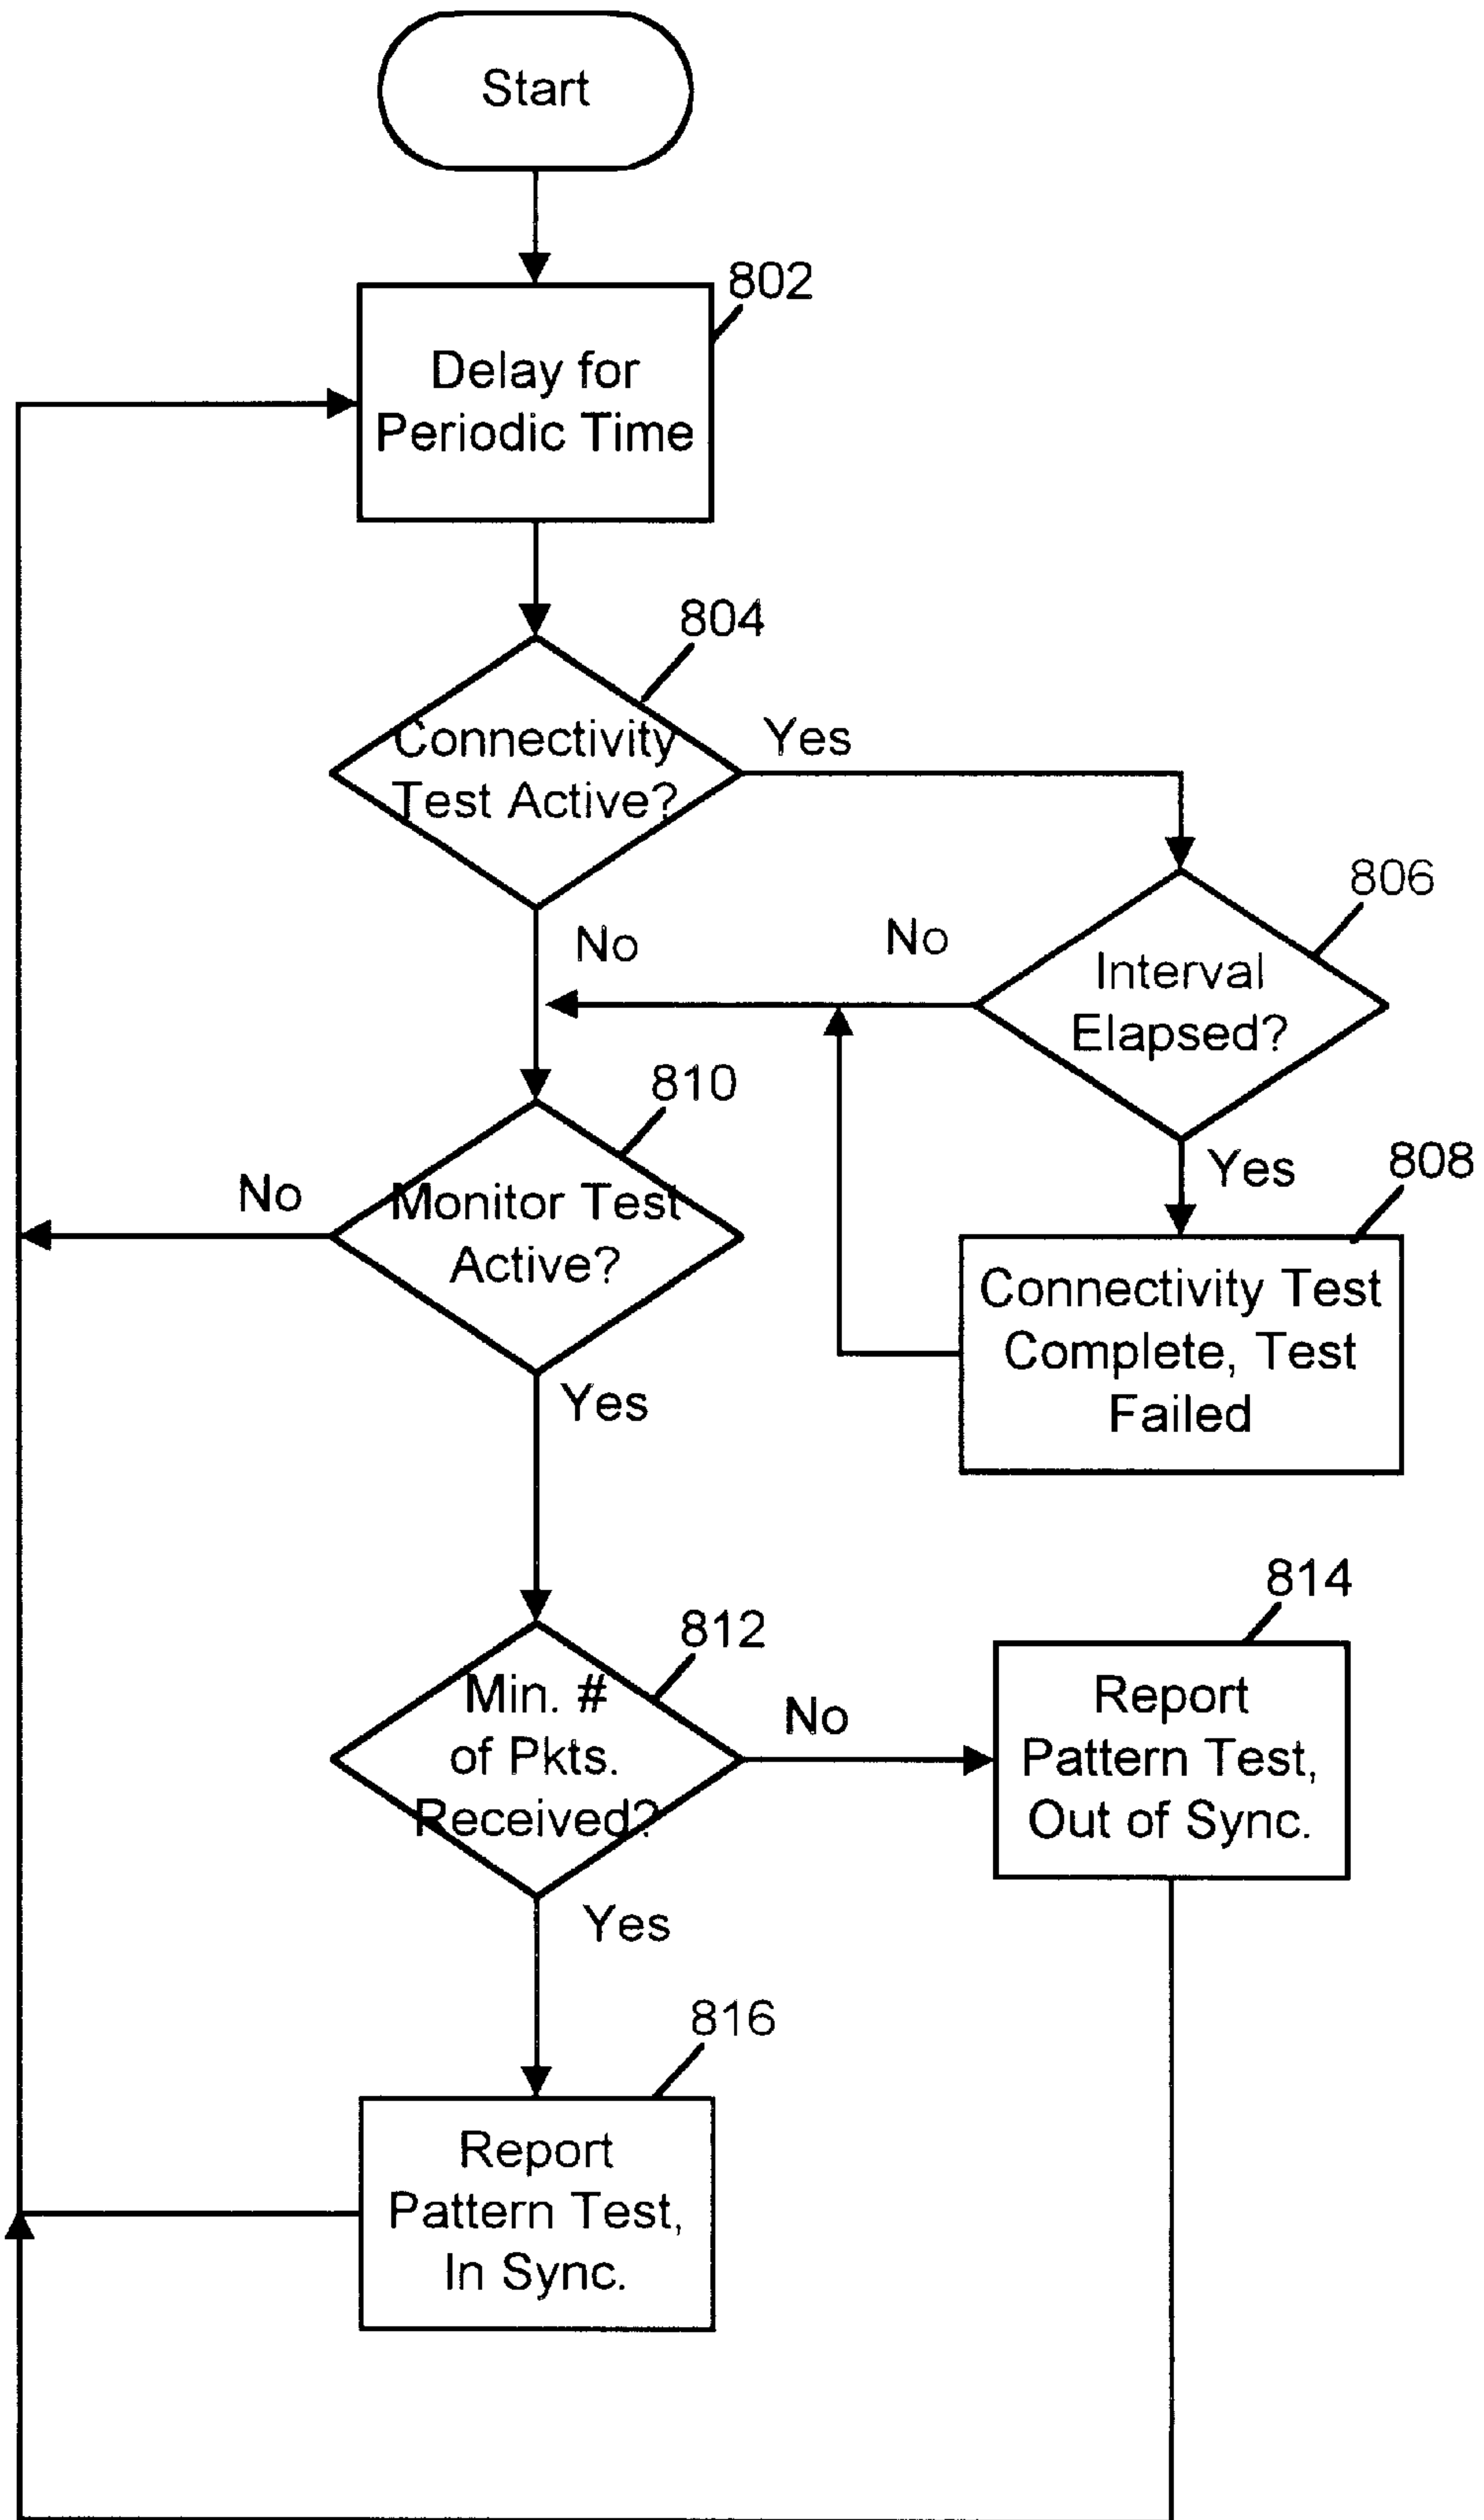 Start
802
Delay for
Periodic Time
804
Connectivity
Test Active?
Yes
No
No
806
Interval
Elapsed?
Yes
808
Connectivity Test
Complete, Test
Failed
810
Monitor Test
Active?
No
Yes
812
Min. #
of Pkts.
Received?
No
814
Report
Pattern Test,
Out of Sync.
Yes
816
Report
Pattern Test,
In Sync.